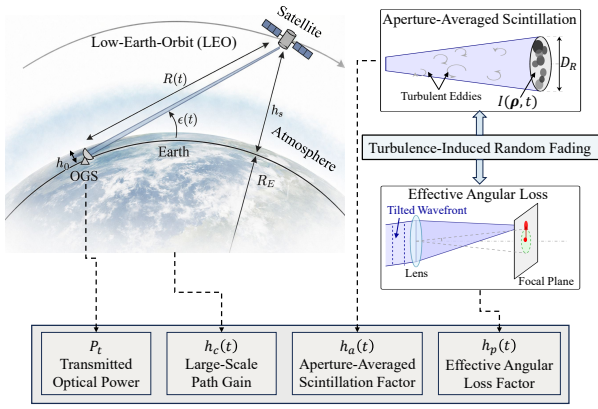 Satellite
Low-Earth-Orbit (LEO)
R(t)
h_s
ϵ(t)
Atmosphere
h_0
OGS
Earth
R_E
Aperture-Averaged Scintillation
D_R
Turbulent Eddies
I(ρ, t)
Turbulence-Induced Random Fading
Effective Angular Loss
Tilted Wavefront
Lens
Focal Plane
P_t
Transmitted
Optical Power
h_c(t)
Large-Scale
Path Gain
h_a(t)
Aperture-Averaged
Scintillation Factor
h_p(t)
Effective Angular
Loss Factor